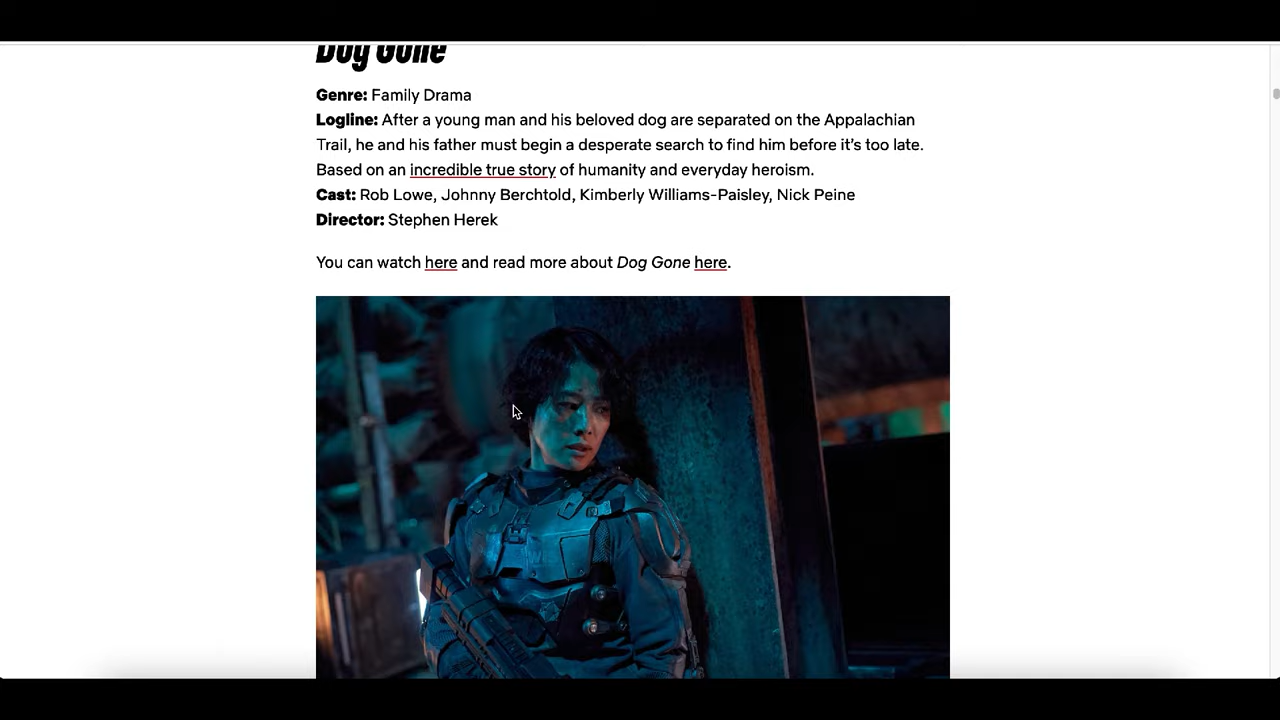 Dog Gone
Genre: Family Drama
Logline: After a young man and his beloved dog are separated on the Appalachian
Trail, he and his father must begin a desperate search to find him before it’s too late.
Based on an incredible true story of humanity and everyday heroism.
Cast: Rob Lowe, Johnny Berchtold, Kimberly Williams-Paisley, Nick Peine
Director: Stephen Herek
You can watch here and read more about Dog Gone here.